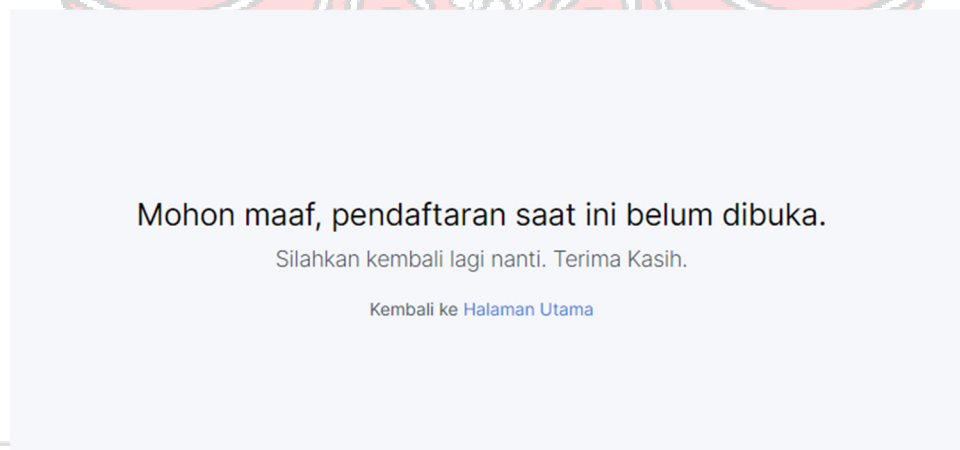 Mohon maaf, pendaftaran saat ini belum dibuka.
Silahkan kembali lagi nanti. Terima Kasih.
Kembali ke Halaman Utama